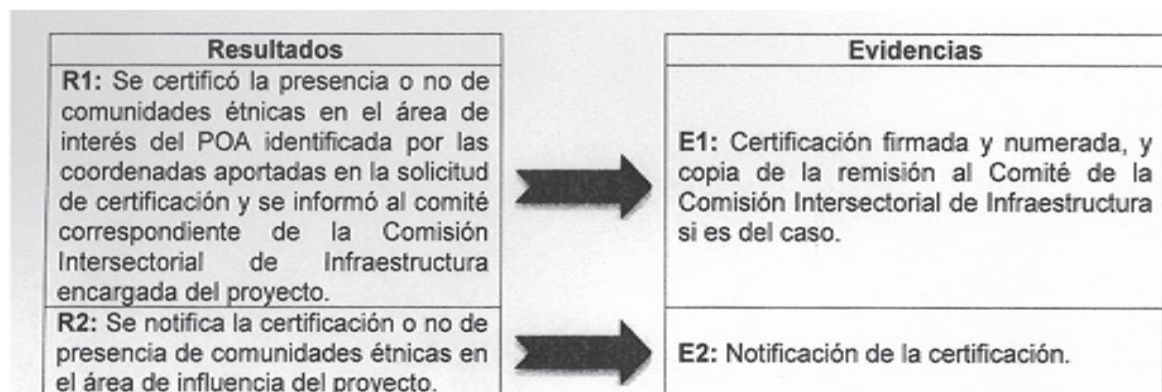 Resultados
R1: Se certificó la presencia o no de
comunidades étnicas en el área de
interés del POA identificada por las
coordenadas aportadas en la solicitud
de certificación y se informó al comité
correspondiente de la Comisión
Intersectorial de Infraestructura
encargada del proyecto.
R2: Se notifica la certificación o no de
presencia de comunidades étnicas en
el área de influencia del proyecto.
Evidencias
E1: Certificación firmada y numerada, y
copia de la remisión al Comité de la
Comisión Intersectorial de Infraestructura
si es del caso.
E2: Notificación de la certificación.